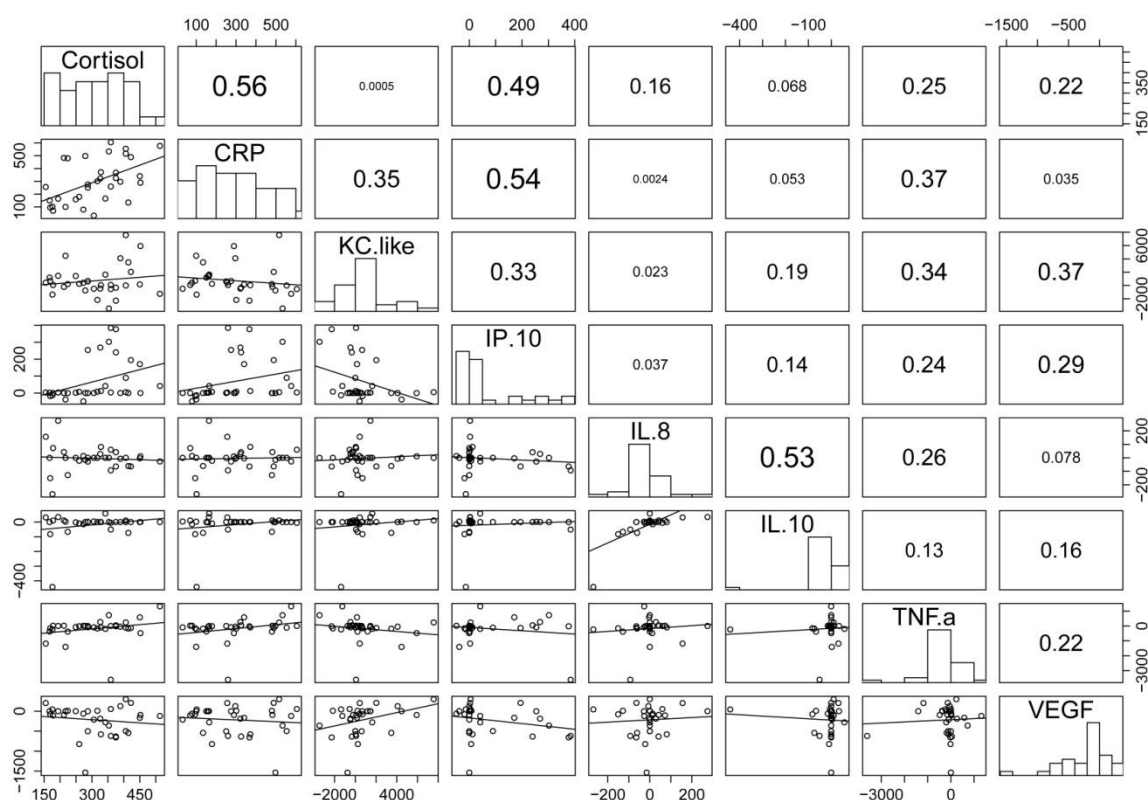 100 300 500 0 200 400 −400 −100 −1500 −500
Cortisol 0.56 0.0005 0.49 0.16 0.068 0.25 0.22 150 350
100 500 CRP 0.35 0.54 0.0024 0.053 0.37 0.035
KC.like 0.33 0.023 0.19 0.34 0.37 −2000 6000
0 200 IP.10 0.037 0.14 0.24 0.29
IL.8 0.53 0.26 0.078 −200 200
−400 0 IL.10 0.13 0.16
TNF.a 0.22 −3000 0
−1500 0 VEGF
150 300 450 −2000 4000 −200 0 200 −3000 0